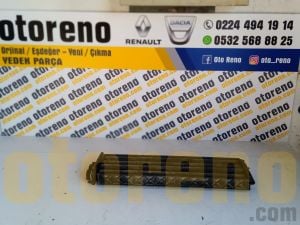 otoreno
Orjinal / Eşdeğer - Yeni / Çıkma
YEDEK PARÇA
RENAULT
DACIA
0224 494 19 14
0532 568 88 25
Oto Reno
oto_reno
otoreno
otoreno
otoreno
otoreno
otoreno
.com